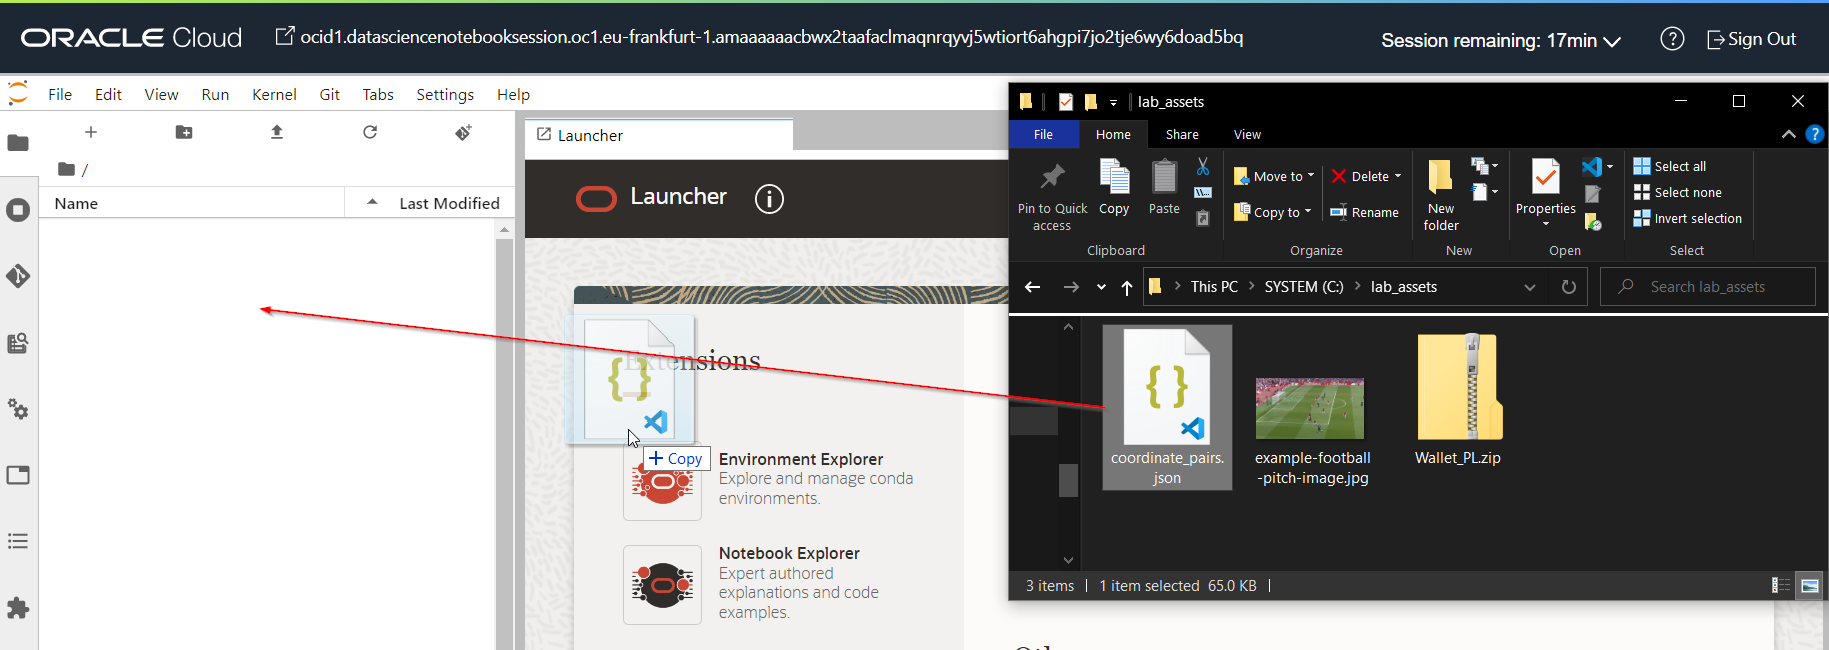 ORACLE Cloud
ocid1.datasciencenotebooksession.oc1.eu-frankfurt-1.amaaaaaacbwx2taafaclmaqnrqyvj5wtiort6ahgpi7jo2tje6wy6doad5bq
Session remaining: 17min
?
Sign Out
File Edit View Run Kernel Git Tabs Settings Help
/
Name
Last Modified
Launcher
Launcher
i
Extensions
{ }
+ Copy
Environment Explorer
Explore and manage conda
environments.
Notebook Explorer
Expert authored
explanations and code
examples.
lab_assets
File Home Share View
?
Pin to Quick
access
Copy
Paste
Clipboard
Move to
Copy to
Delete
Rename
Organize
New
folder
New
Properties
Open
Select all
Select none
Invert selection
Select
This PC > SYSTEM (C:) > lab_assets
Search lab_assets
{ }
coordinate_pairs.
json
example-football
-pitch-image.jpg
Wallet_PL.zip
3 items
1 item selected 65.0 KB